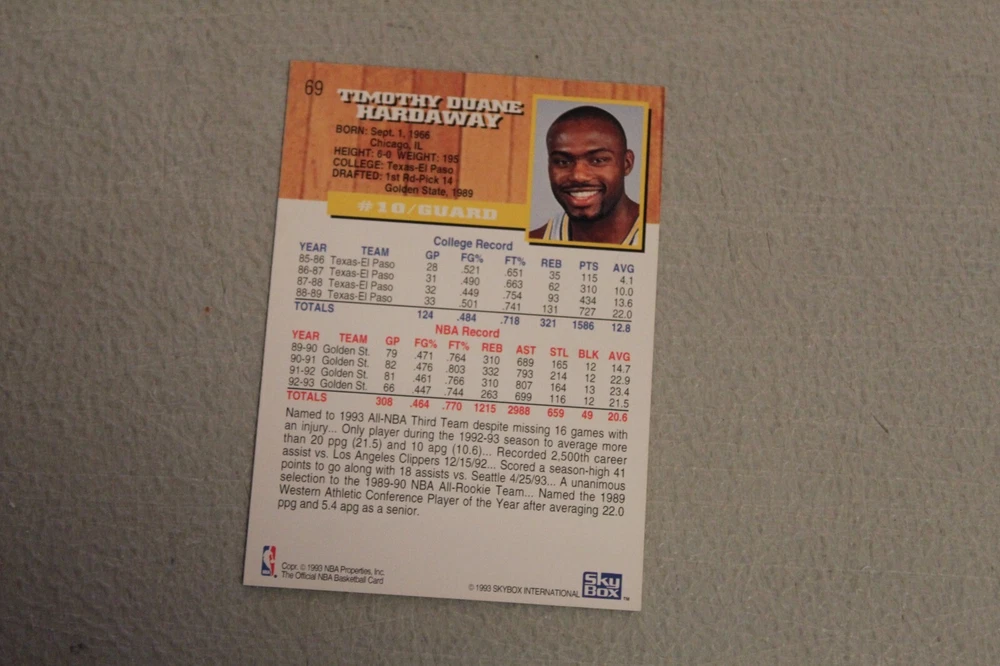 69
TIMOTHY DUANE
HARDAWAY
BORN: Sept. 1, 1966
Chicago, IL
HEIGHT: 6-0 WEIGHT: 195
COLLEGE: Texas-El Paso
DRAFTED: 1st Rd-Pick 14
Golden State, 1989
#10/GUARD
College Record
YEAR TEAM GP FG% FT% REB PTS AVG
85-86 Texas-El Paso 28 .521 .651 35 115 4.1
86-87 Texas-El Paso 31 .490 .663 62 310 10.0
87-88 Texas-El Paso 32 .449 .754 93 434 13.6
88-89 Texas-El Paso 33 .501 .741 131 727 22.0
TOTALS 124 .484 .718 321 1586 12.8
NBA Record
YEAR TEAM GP FG% FT% REB AST STL BLK AVG
89-90 Golden St. 79 .471 .764 310 689 165 12 14.7
90-91 Golden St. 82 .476 .803 332 793 214 12 22.9
91-92 Golden St. 81 .461 .766 310 807 164 13 23.4
92-93 Golden St. 66 .447 .744 263 699 116 12 21.5
TOTALS 308 .464 .770 1215 2988 659 49 20.6
Named to 1993 All-NBA Third Team despite missing 16 games with
an injury... Only player during the 1992-93 season to average more
than 20 ppg (21.5) and 10 apg (10.6)... Recorded 2,500th career
assist vs. Los Angeles Clippers 12/15/92... Scored a season-high 41
points to go along with 18 assists vs. Seattle 4/25/93... A unanimous
selection to the 1989-90 NBA All-Rookie Team... Named the 1989
Western Athletic Conference Player of the Year after averaging 22.0
ppg and 5.4 apg as a senior.
Copr. © 1993 NBA Properties, Inc.
The Official NBA Basketball Card
© 1993 SKYBOX INTERNATIONAL
Sky
Box
TM